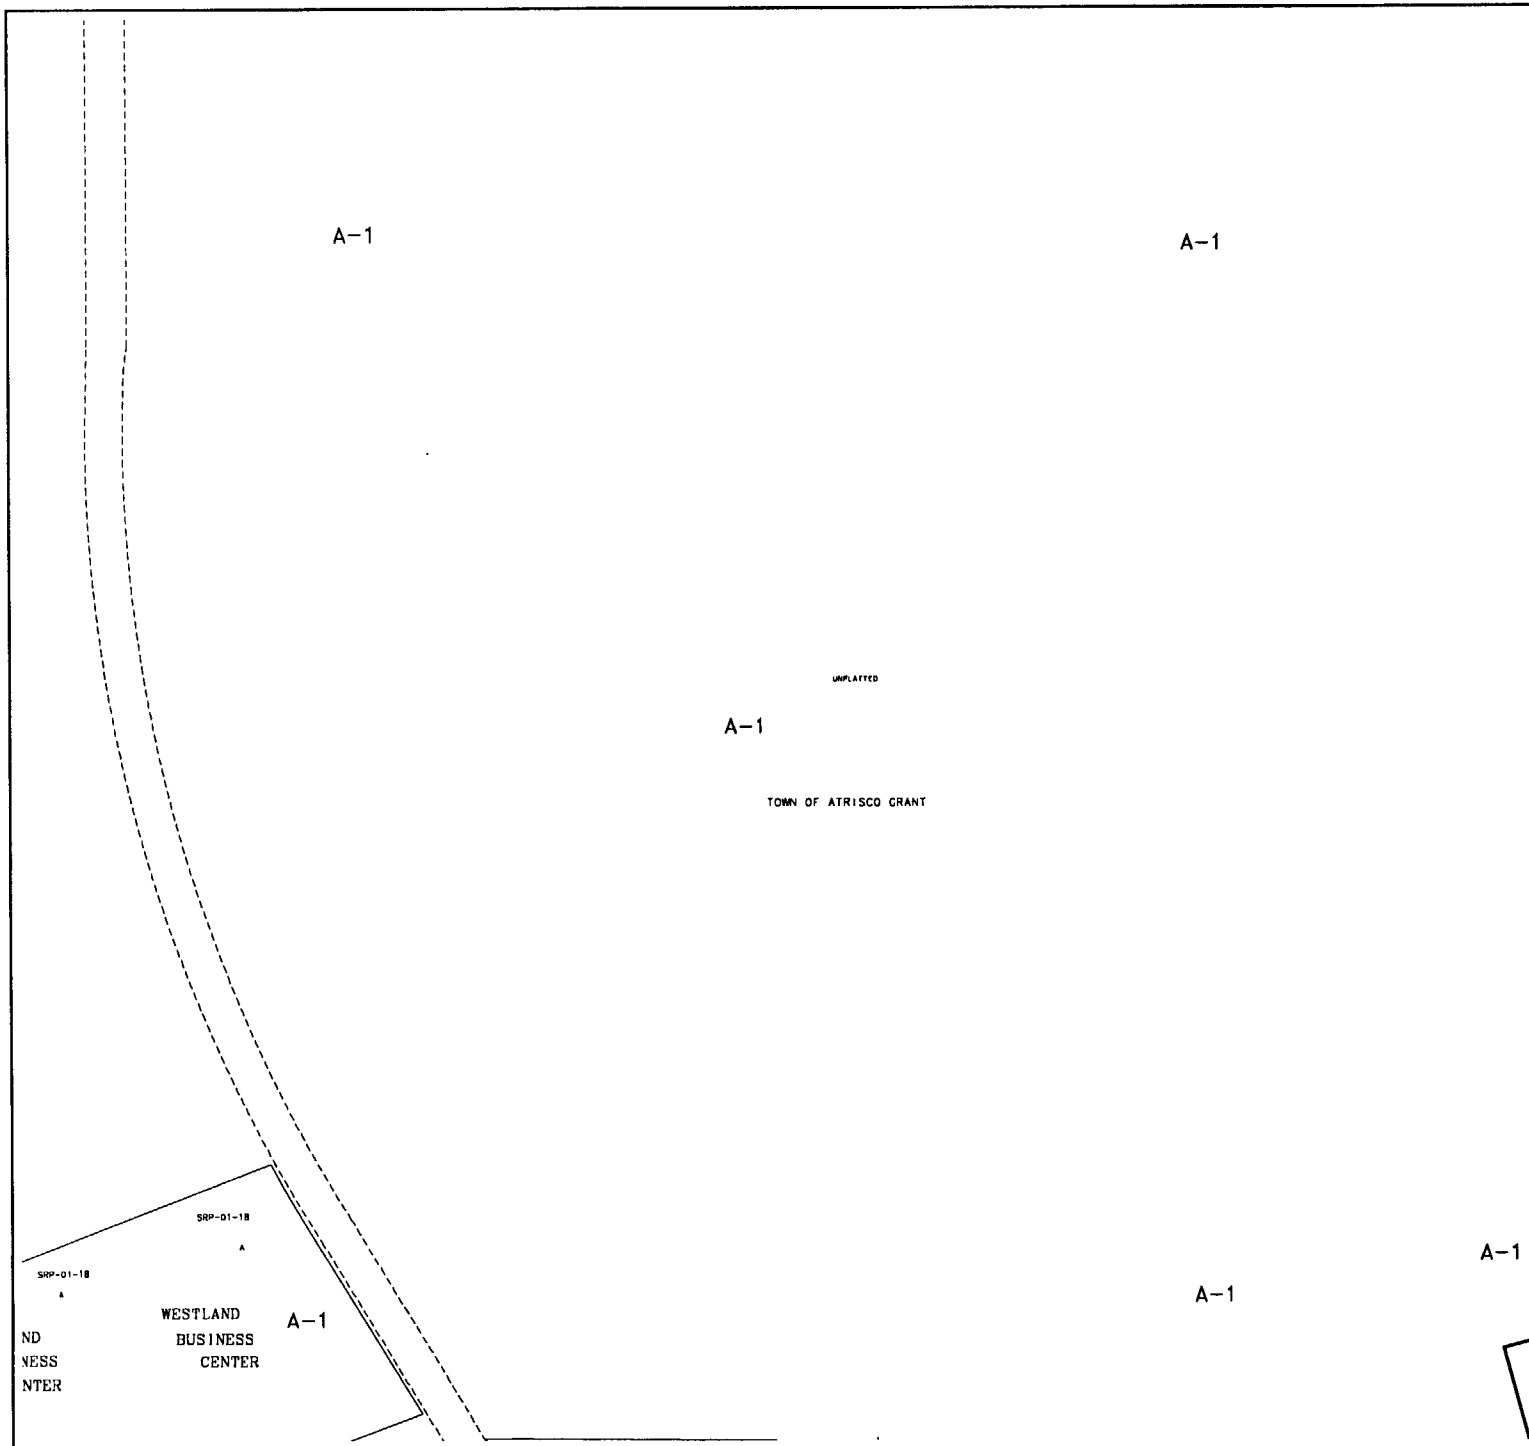 A-1
A-1
UNPLATTED
A-1
TOWN OF ATRISCO GRANT
SRP-01-18
A
SRP-01-18
A
WESTLAND
BUSINESS
CENTER
A-1
ND
NESS
NTER
A-1
A-1